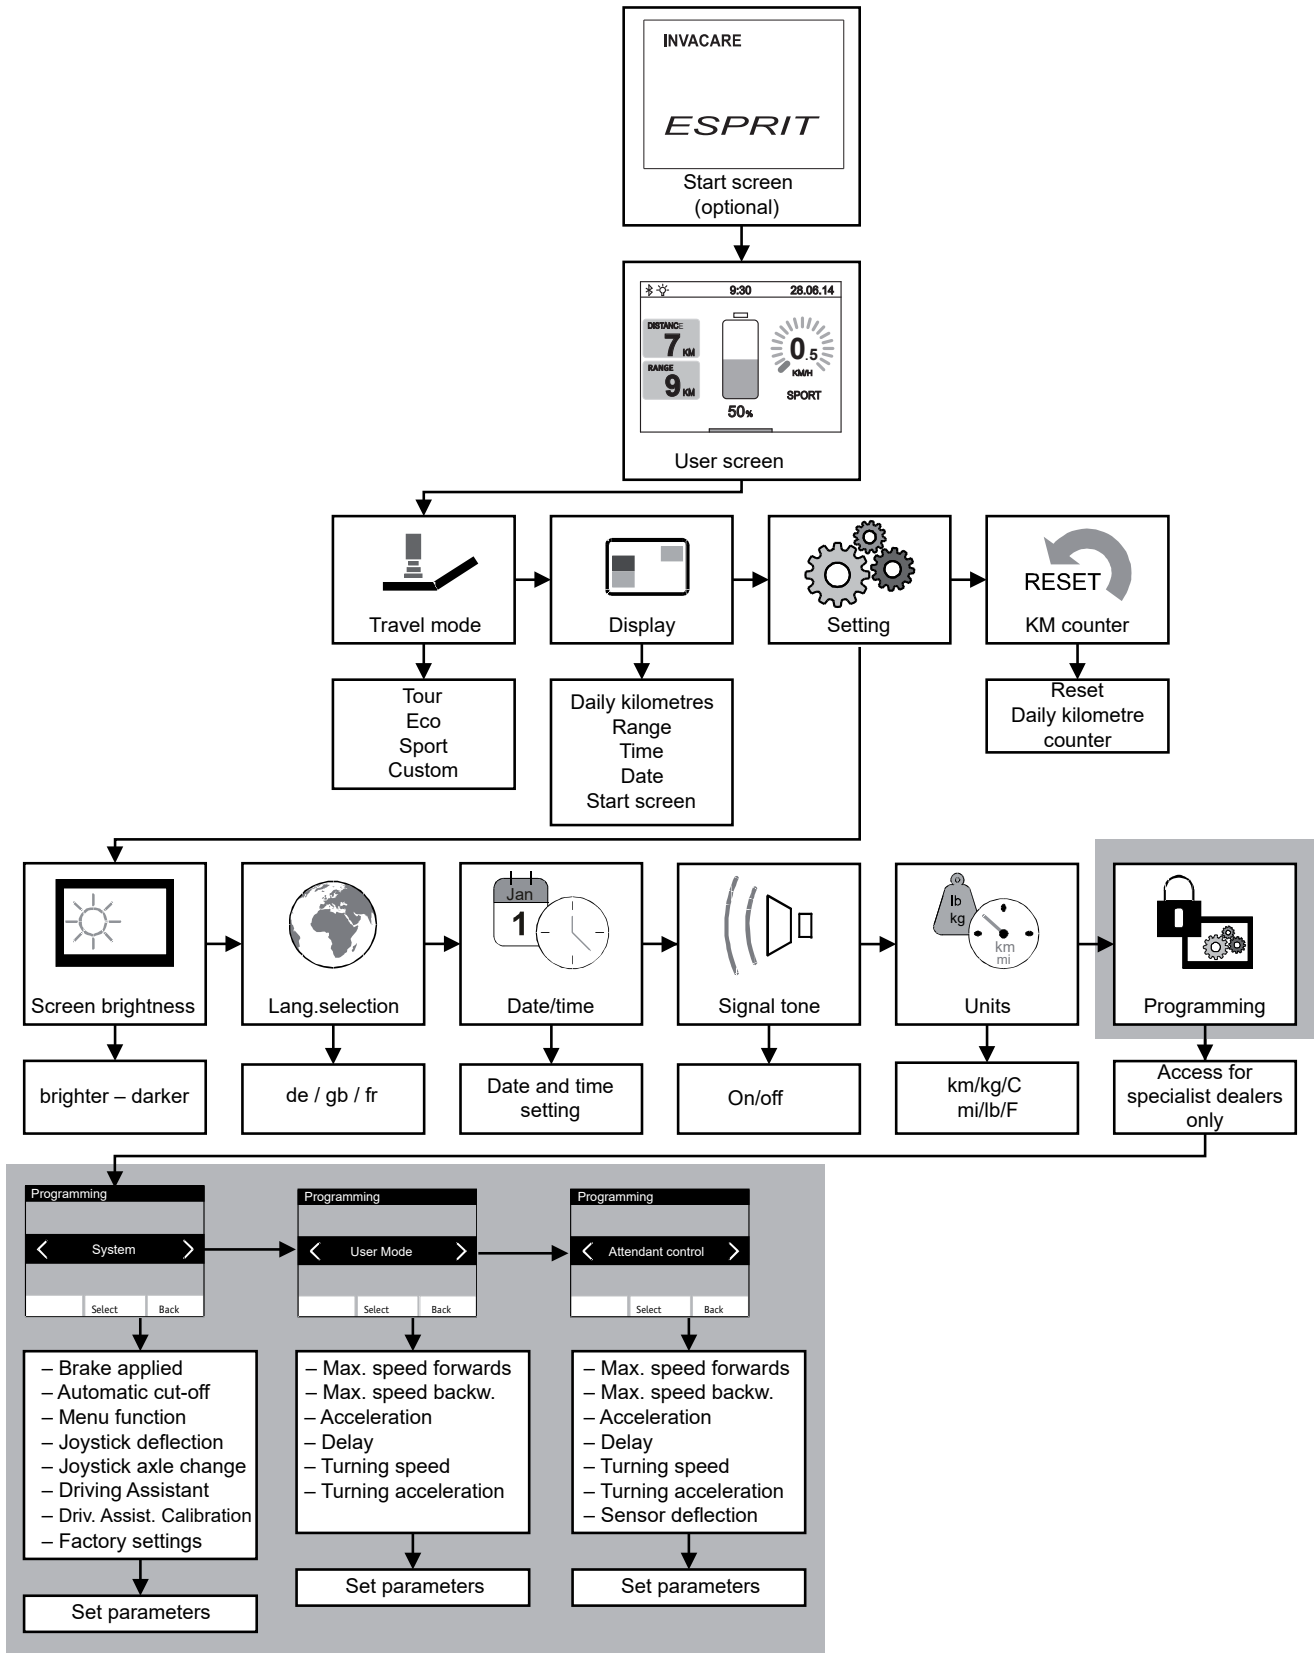 INVACARE
ESPRIT
Start screen
(optional)
9:30 28.06.14
DISTANCE
7 KM
RANGE
9 KM
0.5
KM/H
SPORT
50%
User screen
Travel mode
Display
Setting
RESET
KM counter
Tour
Eco
Sport
Custom
Daily kilometres
Range
Time
Date
Start screen
Reset
Daily kilometre
counter
Screen brightness
Lang.selection
Jan
1
Date/time
Signal tone
lb
kg
km
mi
Units
Programming
brighter – darker
de / gb / fr
Date and time
setting
On/off
km/kg/C
mi/lb/F
Access for
specialist dealers
only
Programming
System
Select Back
Programming
User Mode
Select Back
Programming
Attendant control
Select Back
– Brake applied
– Automatic cut-off
– Menu function
– Joystick deflection
– Joystick axle change
– Driving Assistant
– Driv. Assist. Calibration
– Factory settings
– Max. speed forwards
– Max. speed backw.
– Acceleration
– Delay
– Turning speed
– Turning acceleration
– Max. speed forwards
– Max. speed backw.
– Acceleration
– Delay
– Turning speed
– Turning acceleration
– Sensor deflection
Set parameters
Set parameters
Set parameters